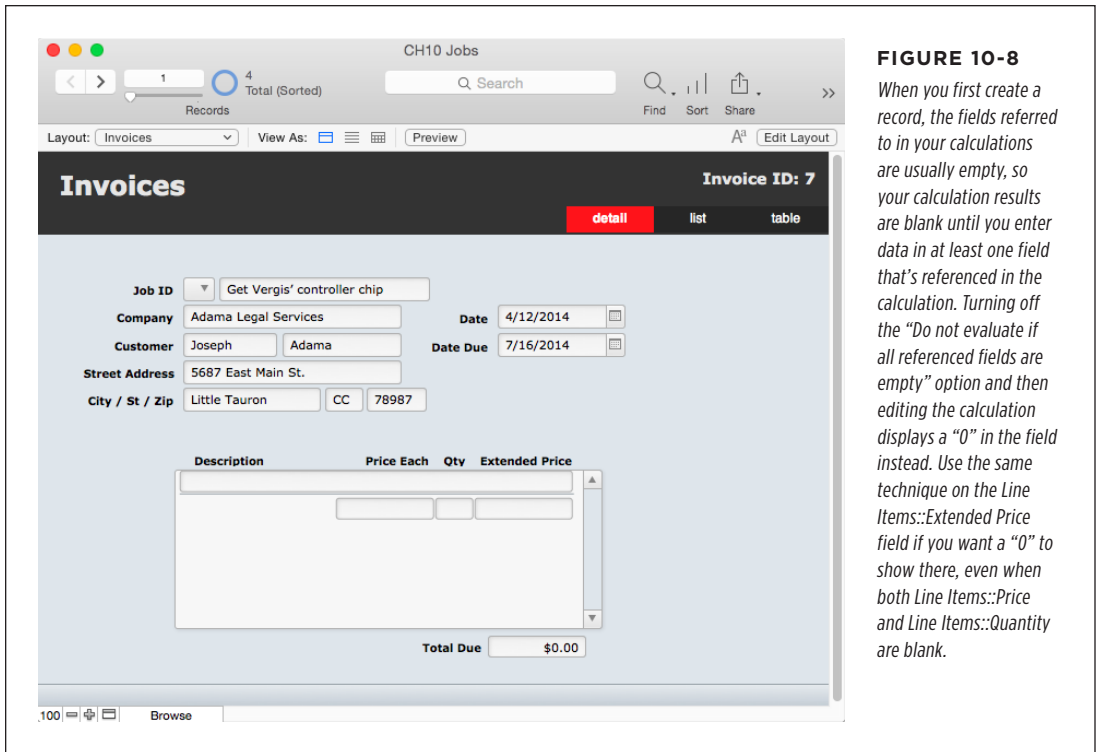 CH10 Jobs
1
4
Total (Sorted)
Records
Search
Find Sort Share
Layout: Invoices View As: Preview Aa Edit Layout
Invoices
Invoice ID: 7
detail list table
Job ID Get Vergis’ controller chip
Company Adama Legal Services
Date 4/12/2014
Customer Joseph Adama
Date Due 7/16/2014
Street Address 5687 East Main St.
City / St / Zip Little Tauron CC 78987
Description Price Each Qty Extended Price
Total Due $0.00
100 Browse
FIGURE 10-8
When you first create a
record, the fields referred
to in your calculations
are usually empty, so
your calculation results
are blank until you enter
data in at least one field
that’s referenced in the
calculation. Turning off
the “Do not evaluate if
all referenced fields are
empty” option and then
editing the calculation
displays a “0” in the field
instead. Use the same
technique on the Line
Items::Extended Price
field if you want a “0” to
show there, even when
both Line Items::Price
and Line Items::Quantity
are blank.